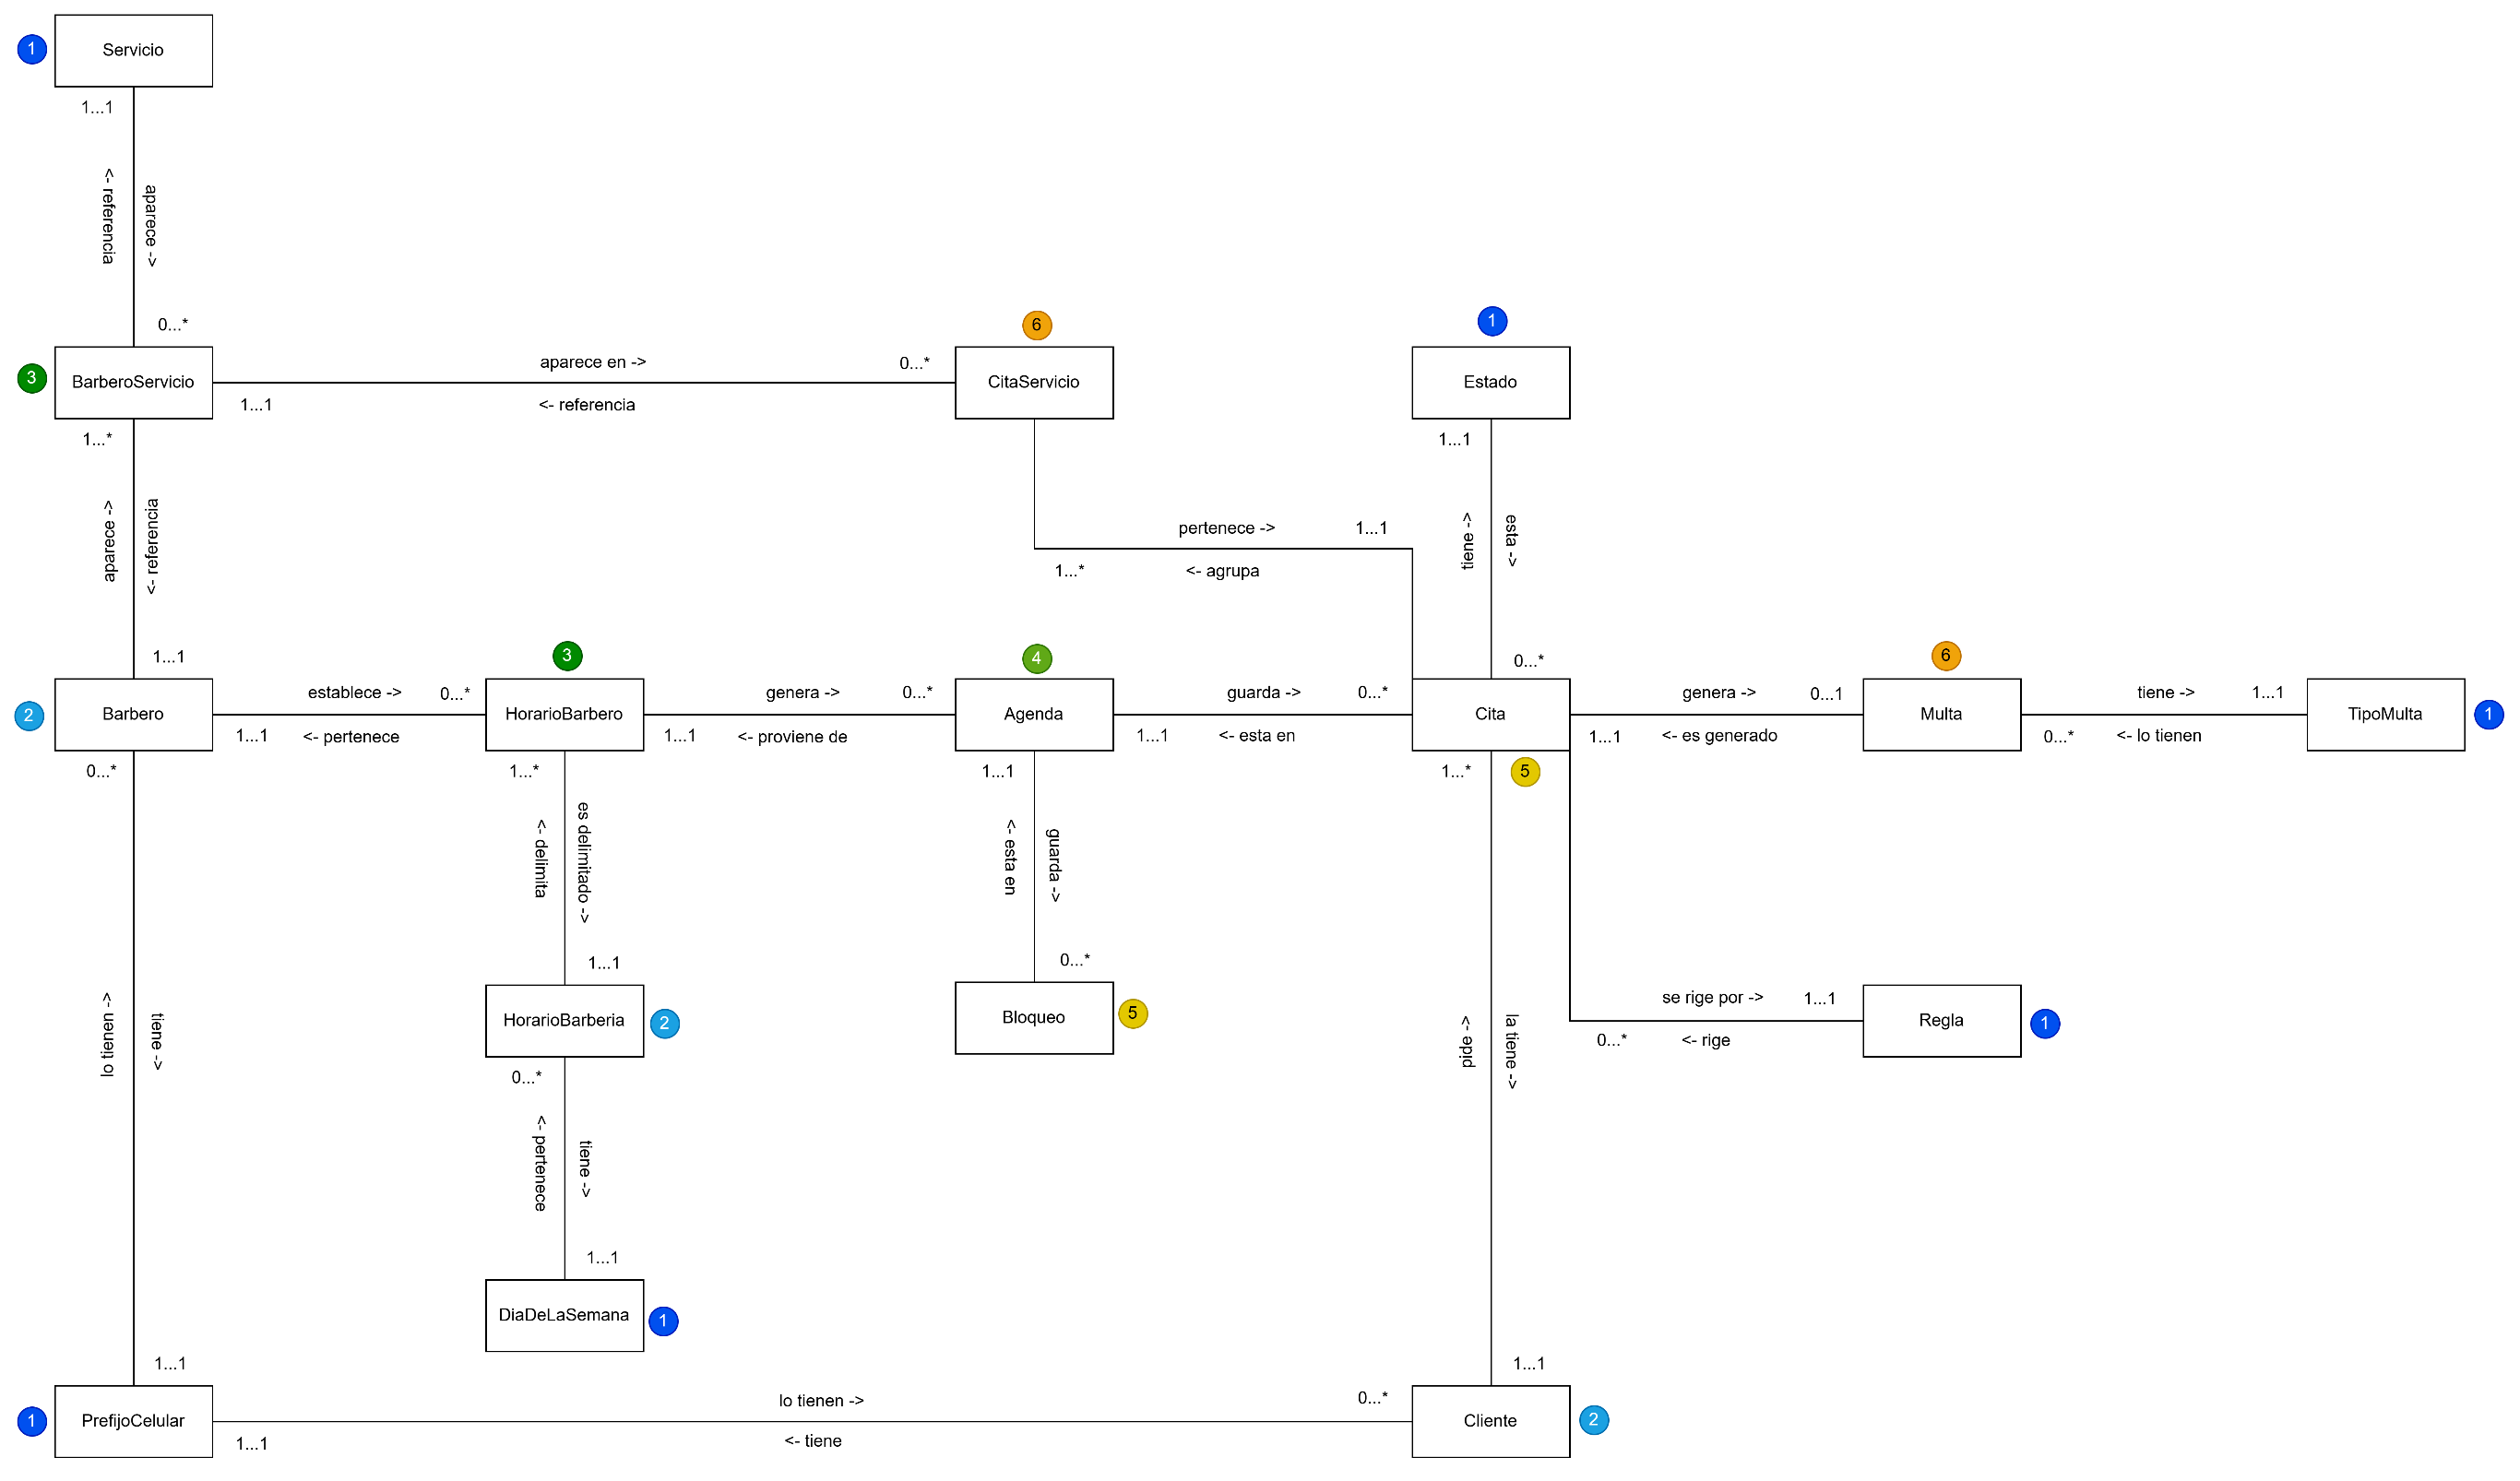 1
Servicio
1...1
<- referencia
aparece ->
0...*
3
BarberoServicio
aparece en ->
0...*
1...1
<- referencia
6
CitaServicio
1
Estado
1...*
1...1
aparece ->
<- referencia
pertenece ->
1...1
1...*
<- agrupa
tiene ->
esta ->
1...1
0...*
2
Barbero
establece ->
0...*
1...1
<- pertenece
3
HorarioBarbero
genera ->
0...*
1...1
<- proviene de
4
Agenda
guarda ->
0...*
1...1
<- esta en
Cita
5
genera ->
0...1
1...1
<- es generado
6
Multa
tiene ->
1...1
0...*
<- lo tienen
TipoMulta
1
0...*
1...*
1...1
1...*
<- delimita
es delimitado ->
<- esta en
guarda ->
1...1
0...*
HorarioBarberia
2
Bloqueo
5
se rige por ->
1...1
0...*
<- rige
Regla
1
lo tienen ->
tiene ->
<- pide
la tiene ->
0...*
<- pertenece
tiene ->
1...1
DiaDeLaSemana
1
1...1
1...1
1
PrefijoCelular
lo tienen ->
0...*
1...1
<- tiene
Cliente
2